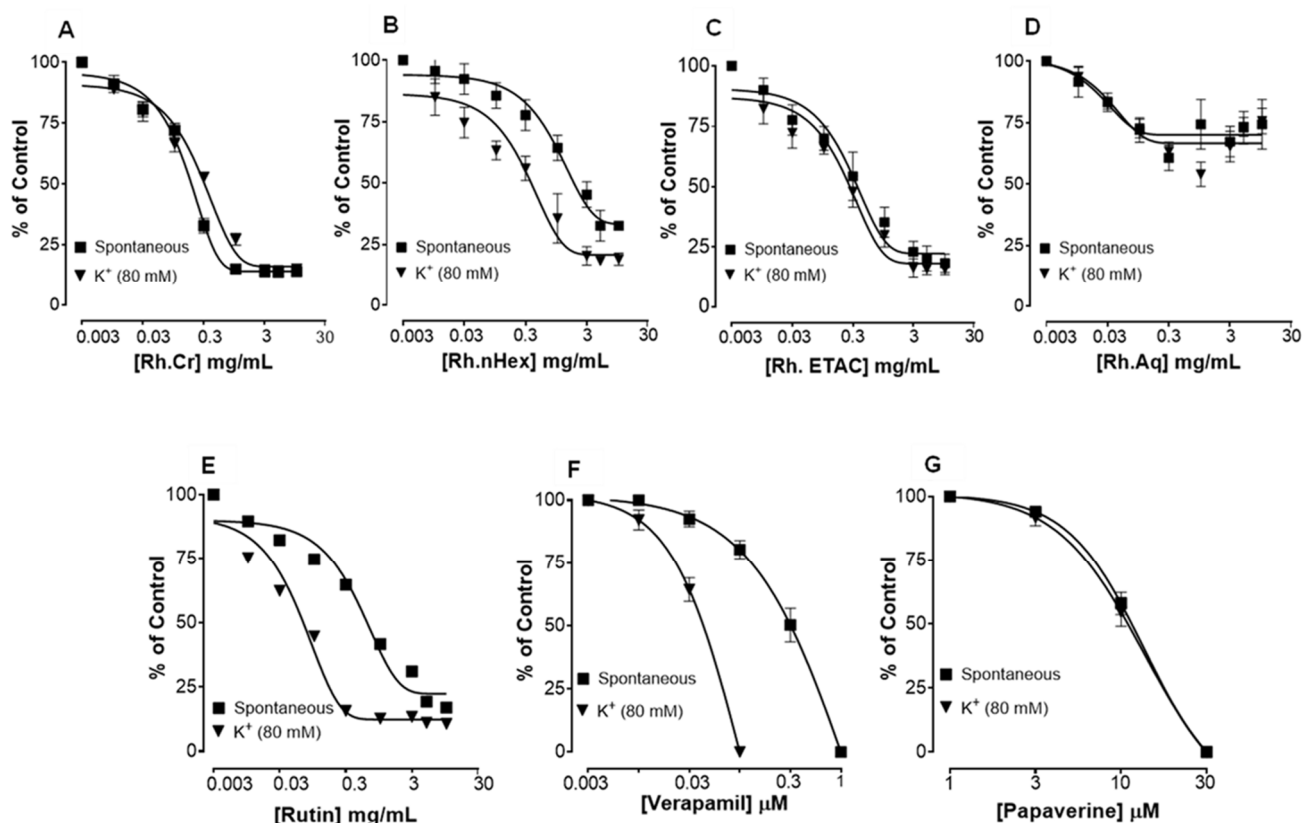 A
% of Control
100
75
50
25
0
Spontaneous
K⁺ (80 mM)
0.003 0.03 0.3 3 30
[Rh.Cr] mg/mL
B
% of Control
100
75
50
25
0
Spontaneous
K⁺ (80 mM)
0.003 0.03 0.3 3 30
[Rh.nHex] mg/mL
C
% of Control
100
75
50
25
0
Spontaneous
K⁺ (80 mM)
0.003 0.03 0.3 3 30
[Rh. ETAC] mg/mL
D
% of Control
100
75
50
25
0
Spontaneous
K⁺ (80 mM)
0.003 0.03 0.3 3 30
[Rh.Aq] mg/mL
E
% of Control
100
75
50
25
0
Spontaneous
K⁺ (80 mM)
0.003 0.03 0.3 3 30
[Rutin] mg/mL
F
% of Control
100
75
50
25
0
Spontaneous
K⁺ (80 mM)
0.003 0.03 0.3 1
[Verapamil] μM
G
% of Control
100
75
50
25
0
Spontaneous
K⁺ (80 mM)
1 3 10 30
[Papaverine] μM